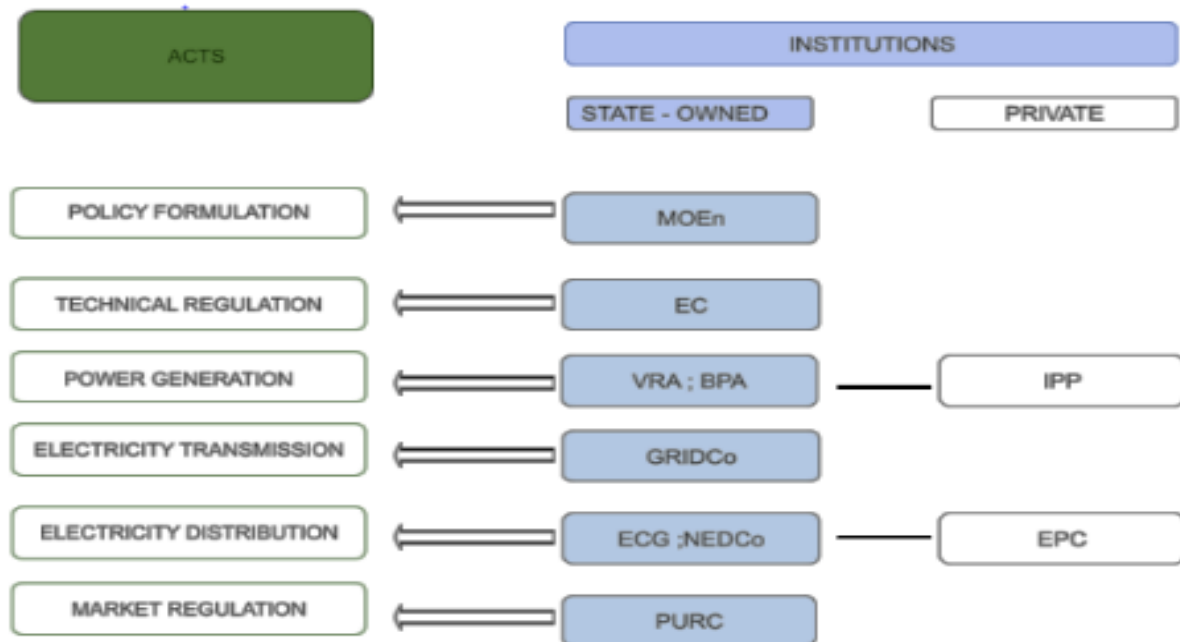 ACTS
INSTITUTIONS
STATE - OWNED
PRIVATE
POLICY FORMULATION
MOEn
TECHNICAL REGULATION
EC
POWER GENERATION
VRA ; BPA
IPP
ELECTRICITY TRANSMISSION
GRIDCo
ELECTRICITY DISTRIBUTION
ECG ;NEDCo
EPC
MARKET REGULATION
PURC